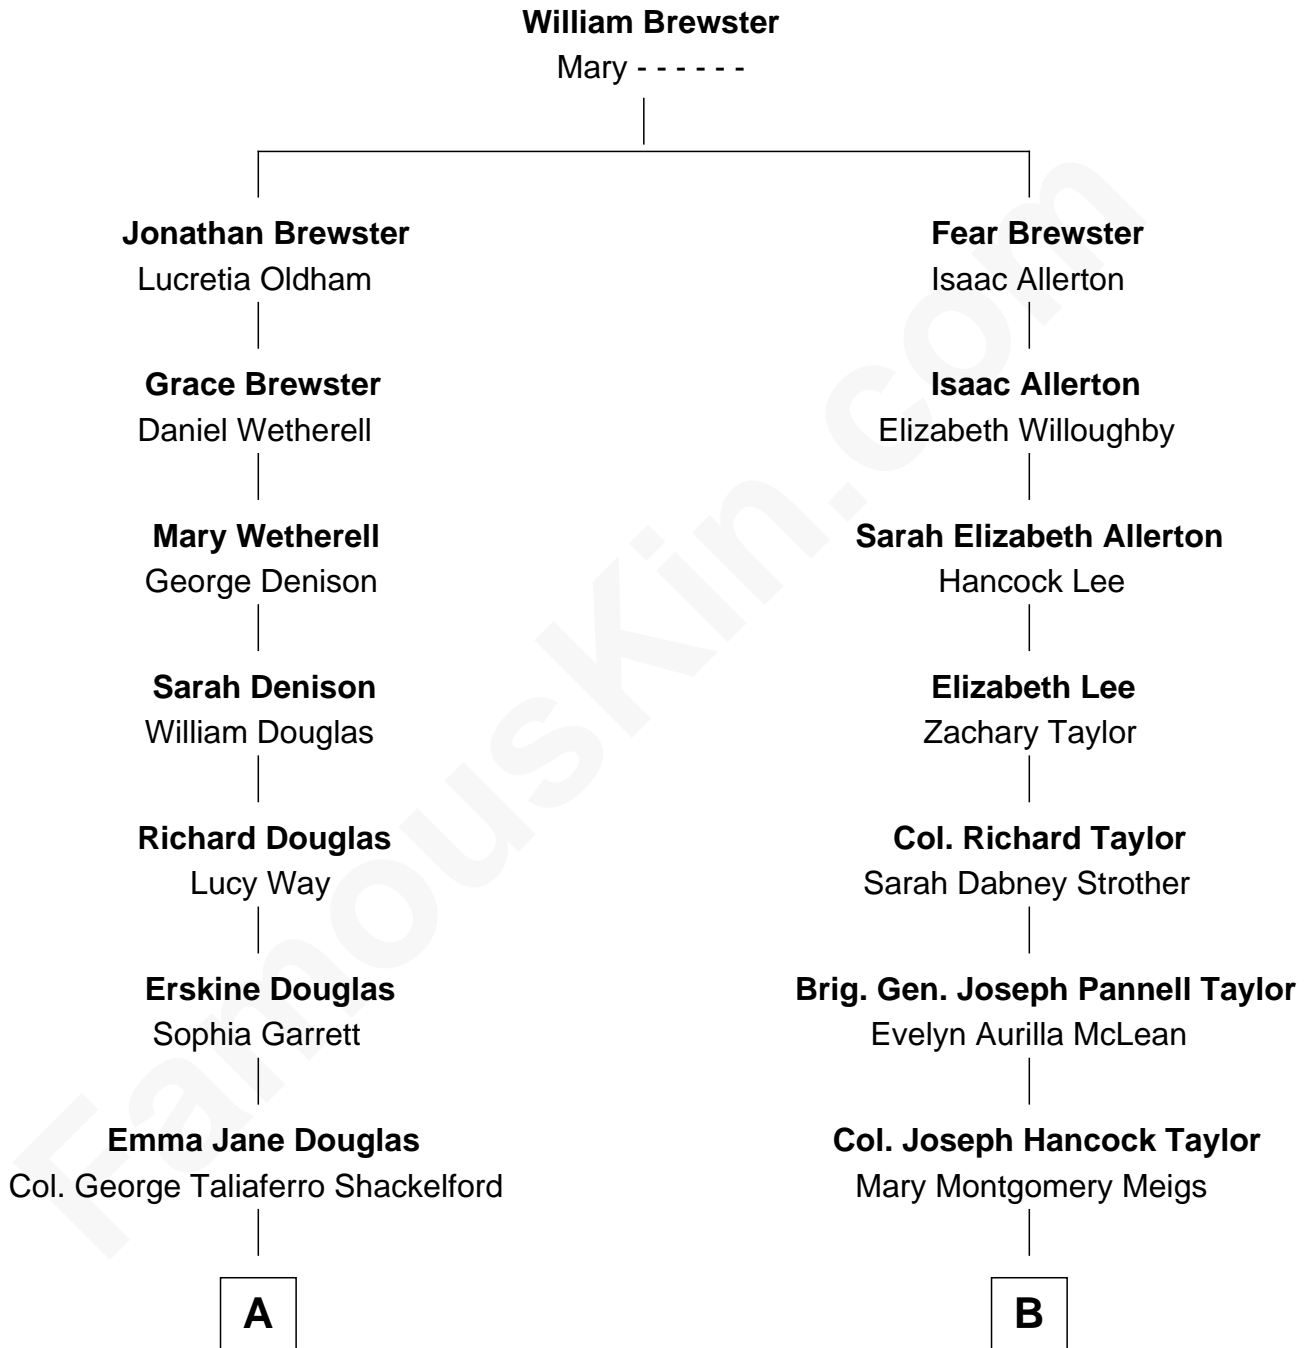 William Brewster
Mary - - - - - -
Jonathan Brewster
Lucretia Oldham
Fear Brewster
Isaac Allerton
Grace Brewster
Daniel Wetherell
Isaac Allerton
Elizabeth Willoughby
Mary Wetherell
George Denison
Sarah Elizabeth Allerton
Hancock Lee
Sarah Denison
William Douglas
Elizabeth Lee
Zachary Taylor
Richard Douglas
Lucy Way
Col. Richard Taylor
Sarah Dabney Strother
Erskine Douglas
Sophia Garrett
Brig. Gen. Joseph Pannell Taylor
Evelyn Aurilla McLean
Emma Jane Douglas
Col. George Taliaferro Shackelford
Col. Joseph Hancock Taylor
Mary Montgomery Meigs
A
B
FamousKin.com